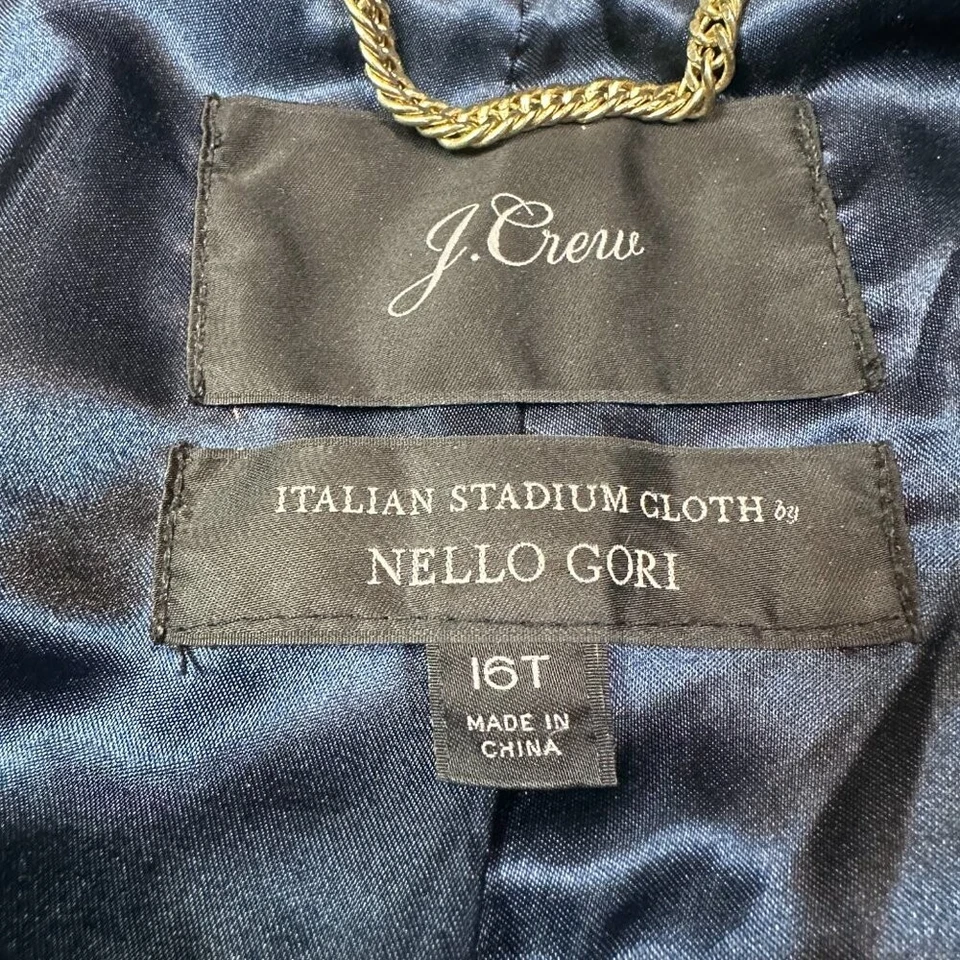 J.Crew
ITALIAN STADIUM CLOTH by
NELLO GORI
16T
MADE IN
CHINA